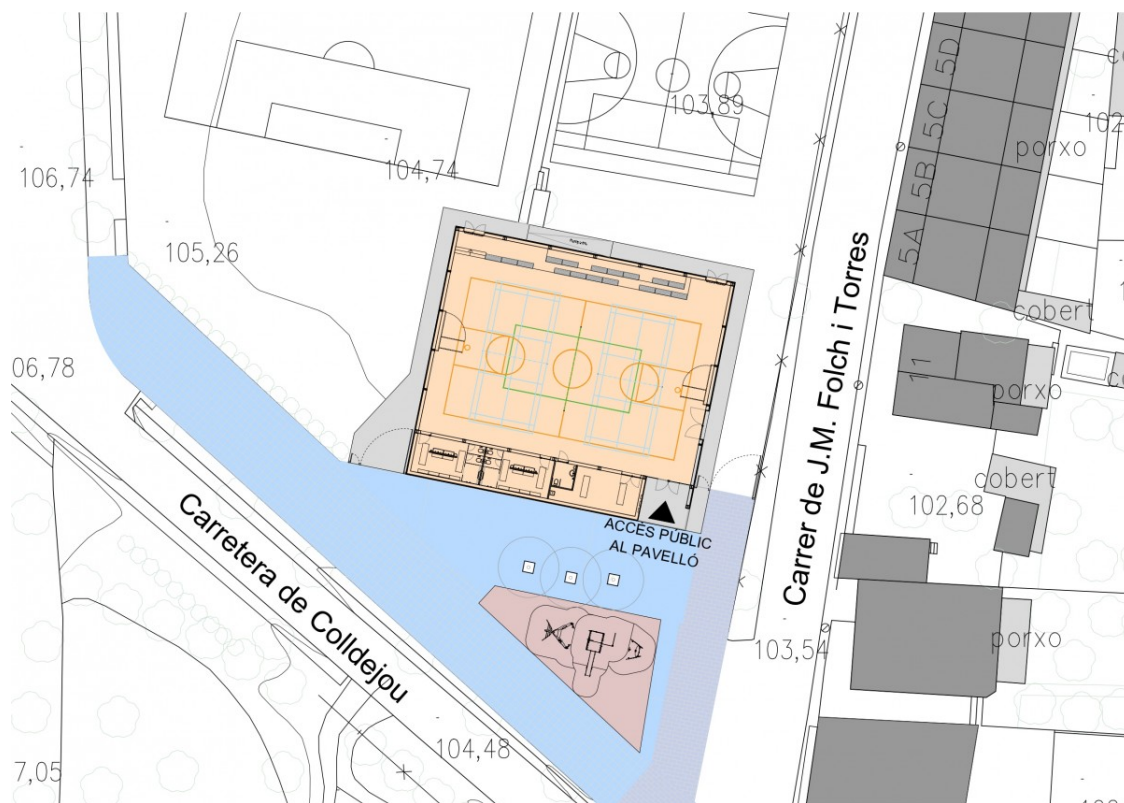 103,89
102
porxo
5D
5C
5B
5A
104,74
106,74
105,26
Carrer de J.M. Folch i Torres
cobert
06,78
porxo
cobert
102,68
ACCÉS PÚBLIC
AL PAVELLÓ
Carretera de Colldejou
103,54
porxo
104,48
7,05